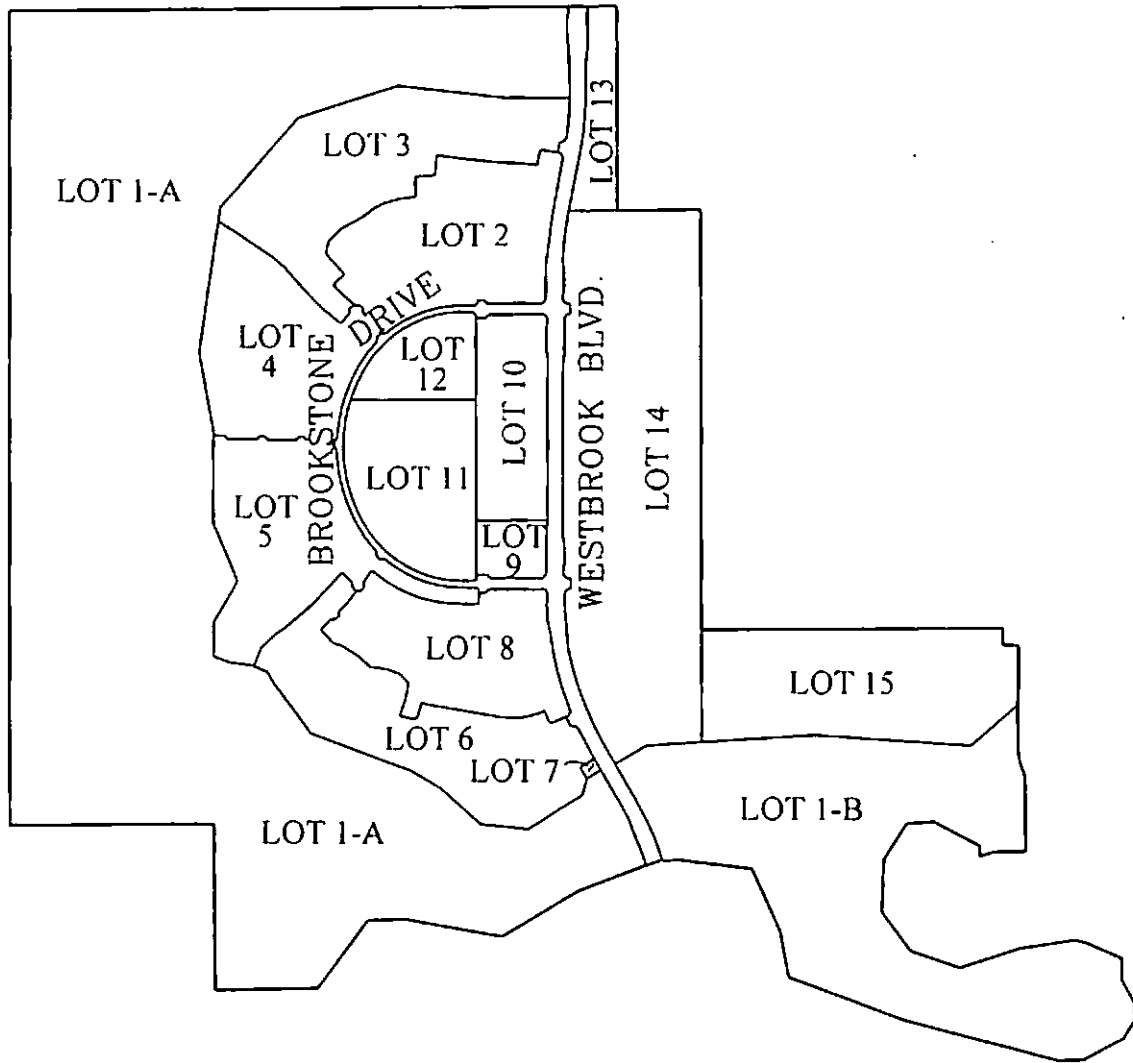 LOT 13
LOT 3
LOT 1-A
LOT 2
WESTBROOK BLVD.
BROOKSTONE
DRIVE
LOT
4
LOT
12
LOT 10
LOT 14
LOT 11
LOT
5
LOT
9
LOT 8
LOT 15
LOT 6
LOT 7
LOT 1-B
LOT 1-A